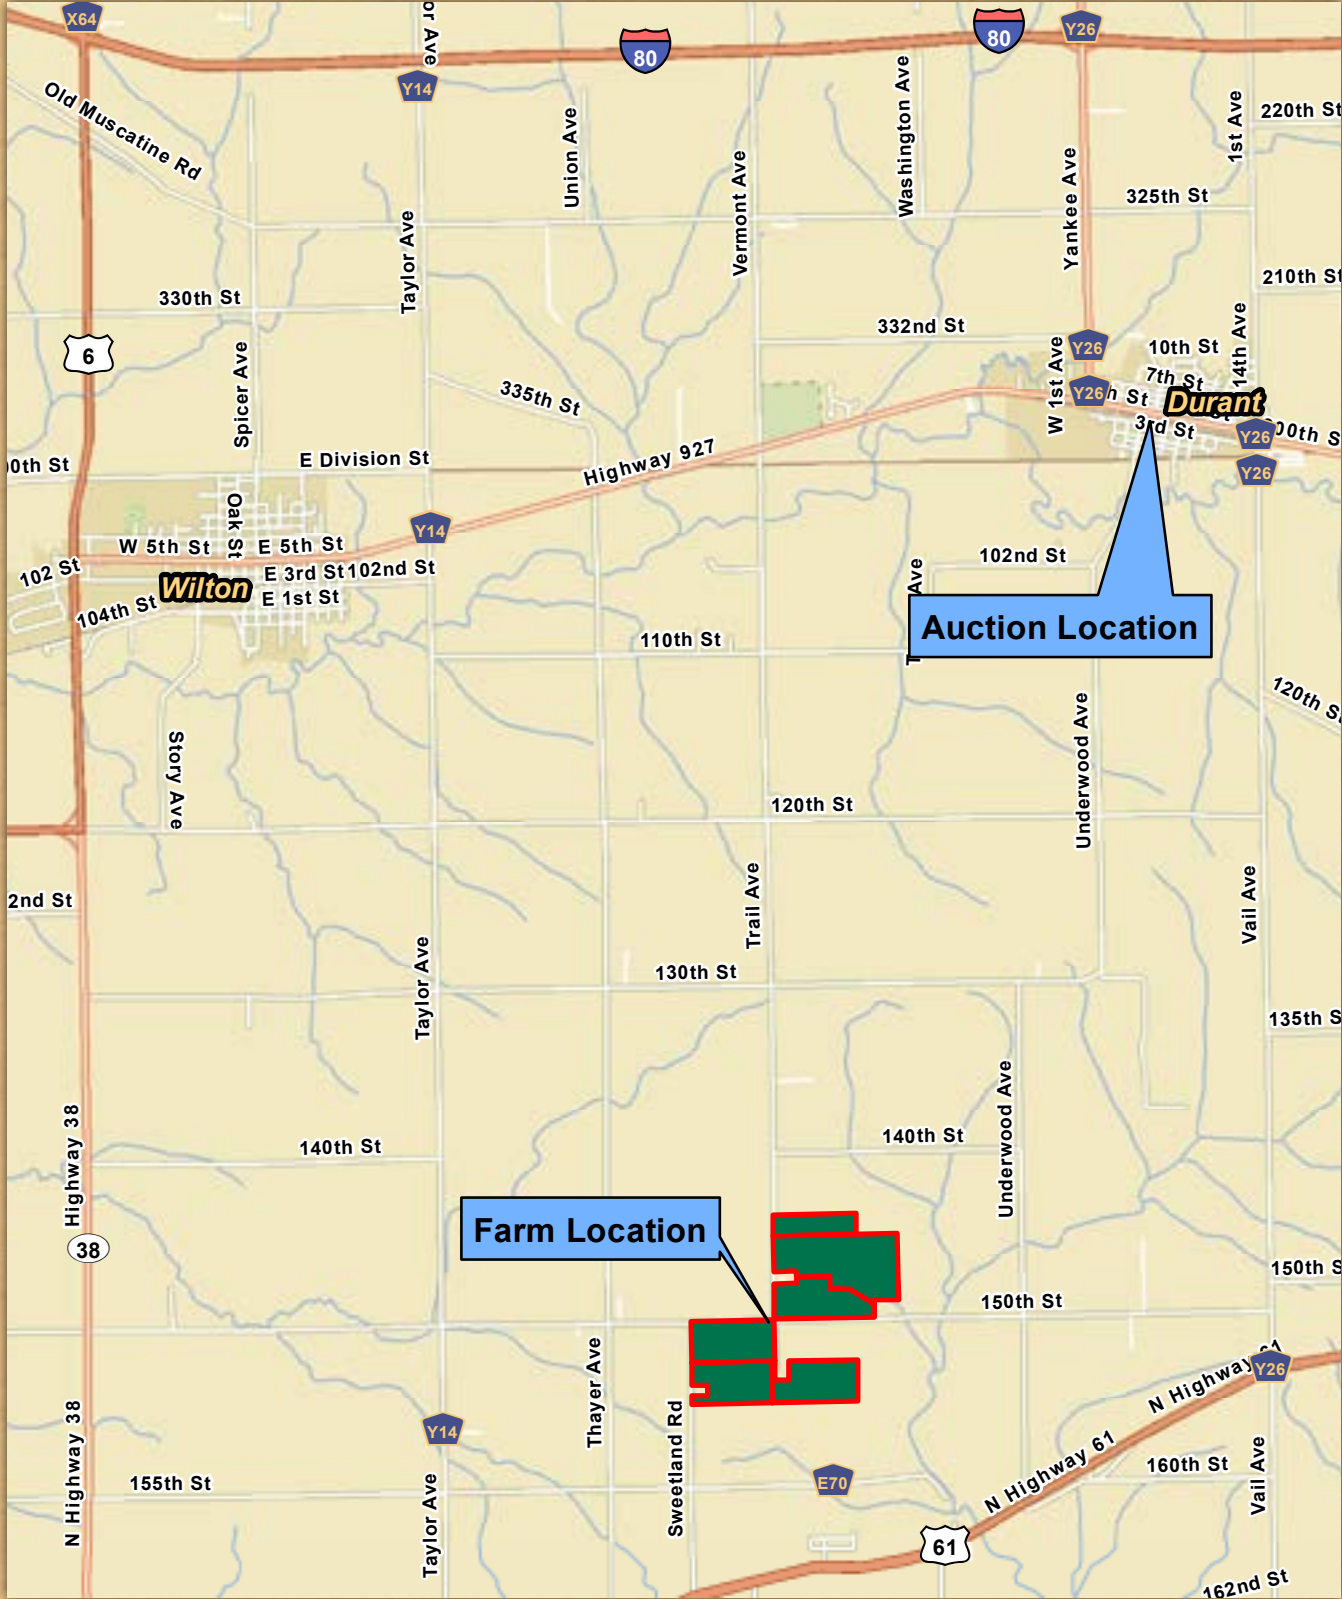 X64
or Ave
80
80
Y26
Y14
Old Muscatine Rd
Union Ave
Washington Ave
1st Ave
220th St
Vermont Ave
Yankee Ave
325th St
Taylor Ave
330th St
210th St
332nd St
6
Spicer Ave
W 1st Ave
Y26
10th St
14th Ave
335th St
7th St
Y26
h St
Durant
St
3rd St
Y26
00th S
Highway 927
E Division St
00th St
Y26
Oak St
Y14
W 5th St
E 5th St
102nd St
102 St
E 3rd St
102nd St
Wilton
E 1st St
104th St
Ave
Auction Location
110th St
Underwood Ave
120th S
Story Ave
120th St
Trail Ave
Vail Ave
2nd St
Taylor Ave
130th St
135th S
Underwood Ave
Highway 38
140th St
140th St
Farm Location
38
150th S
150th St
Thayer Ave
N Highway 61
Y26
Sweetland Rd
N Highway 38
Y14
N Highway 61
Vail Ave
160th St
155th St
E70
Taylor Ave
61
162nd St